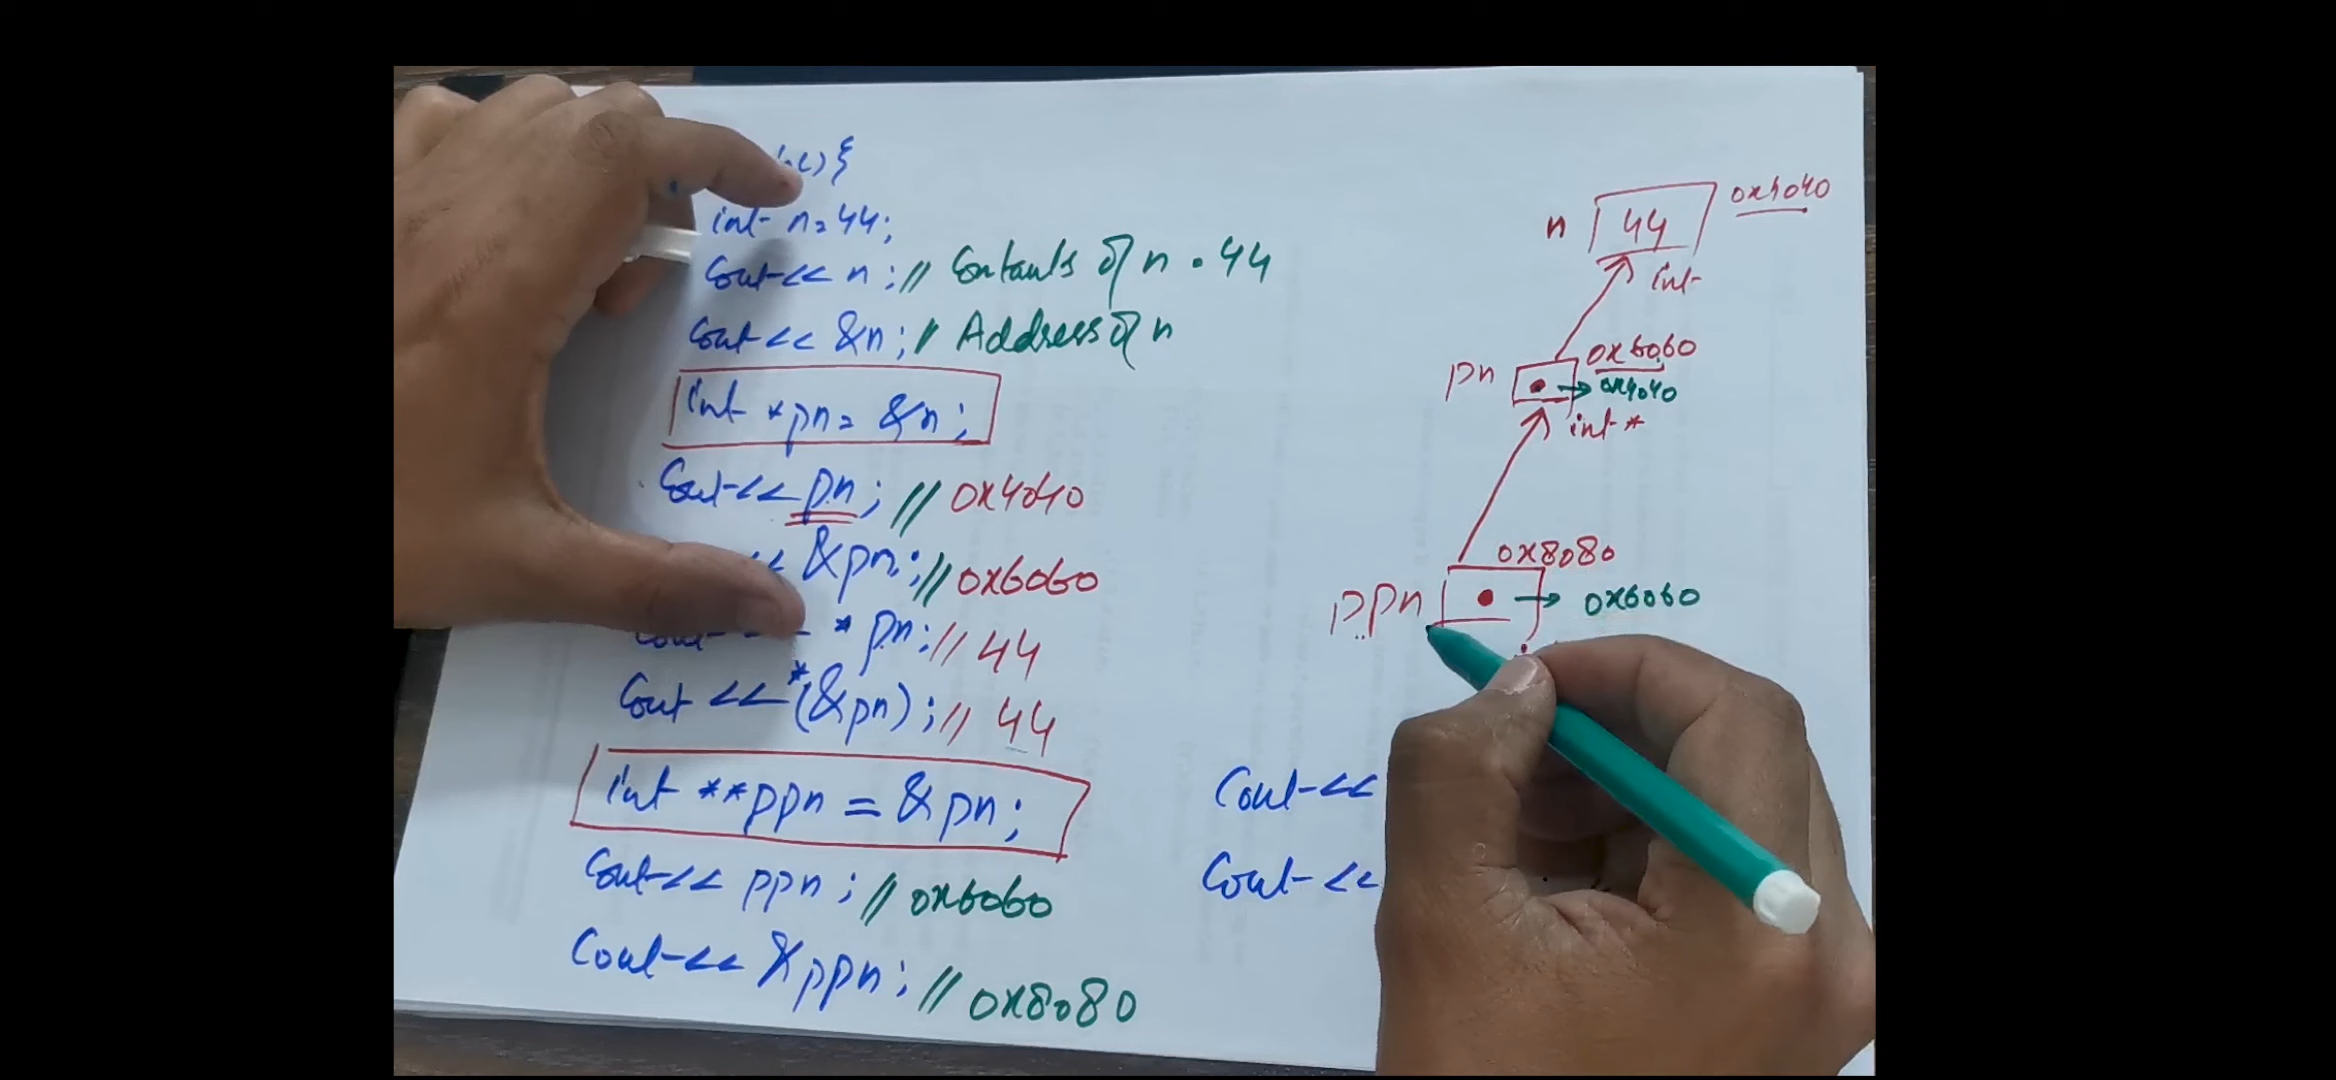 ) {
int n = 44;
Cout << n ; // Contants of n . 44
Cout << &n ; // Address of n
int *pn = &n ;
Cout << pn ; // 0x4040
<< &pn ; // 0x6060
Cout << *pn ; // 44
Cout << *(&pn) ; // 44
int **ppn = &pn ;
Cout << ppn ; // 0x6060
Cout << &ppn ; // 0x8080
0x4040
n 44
int
0x6060
pn → 0x4040
int *
0x8080
ppn → 0x6060
Cout <<
Cout <<